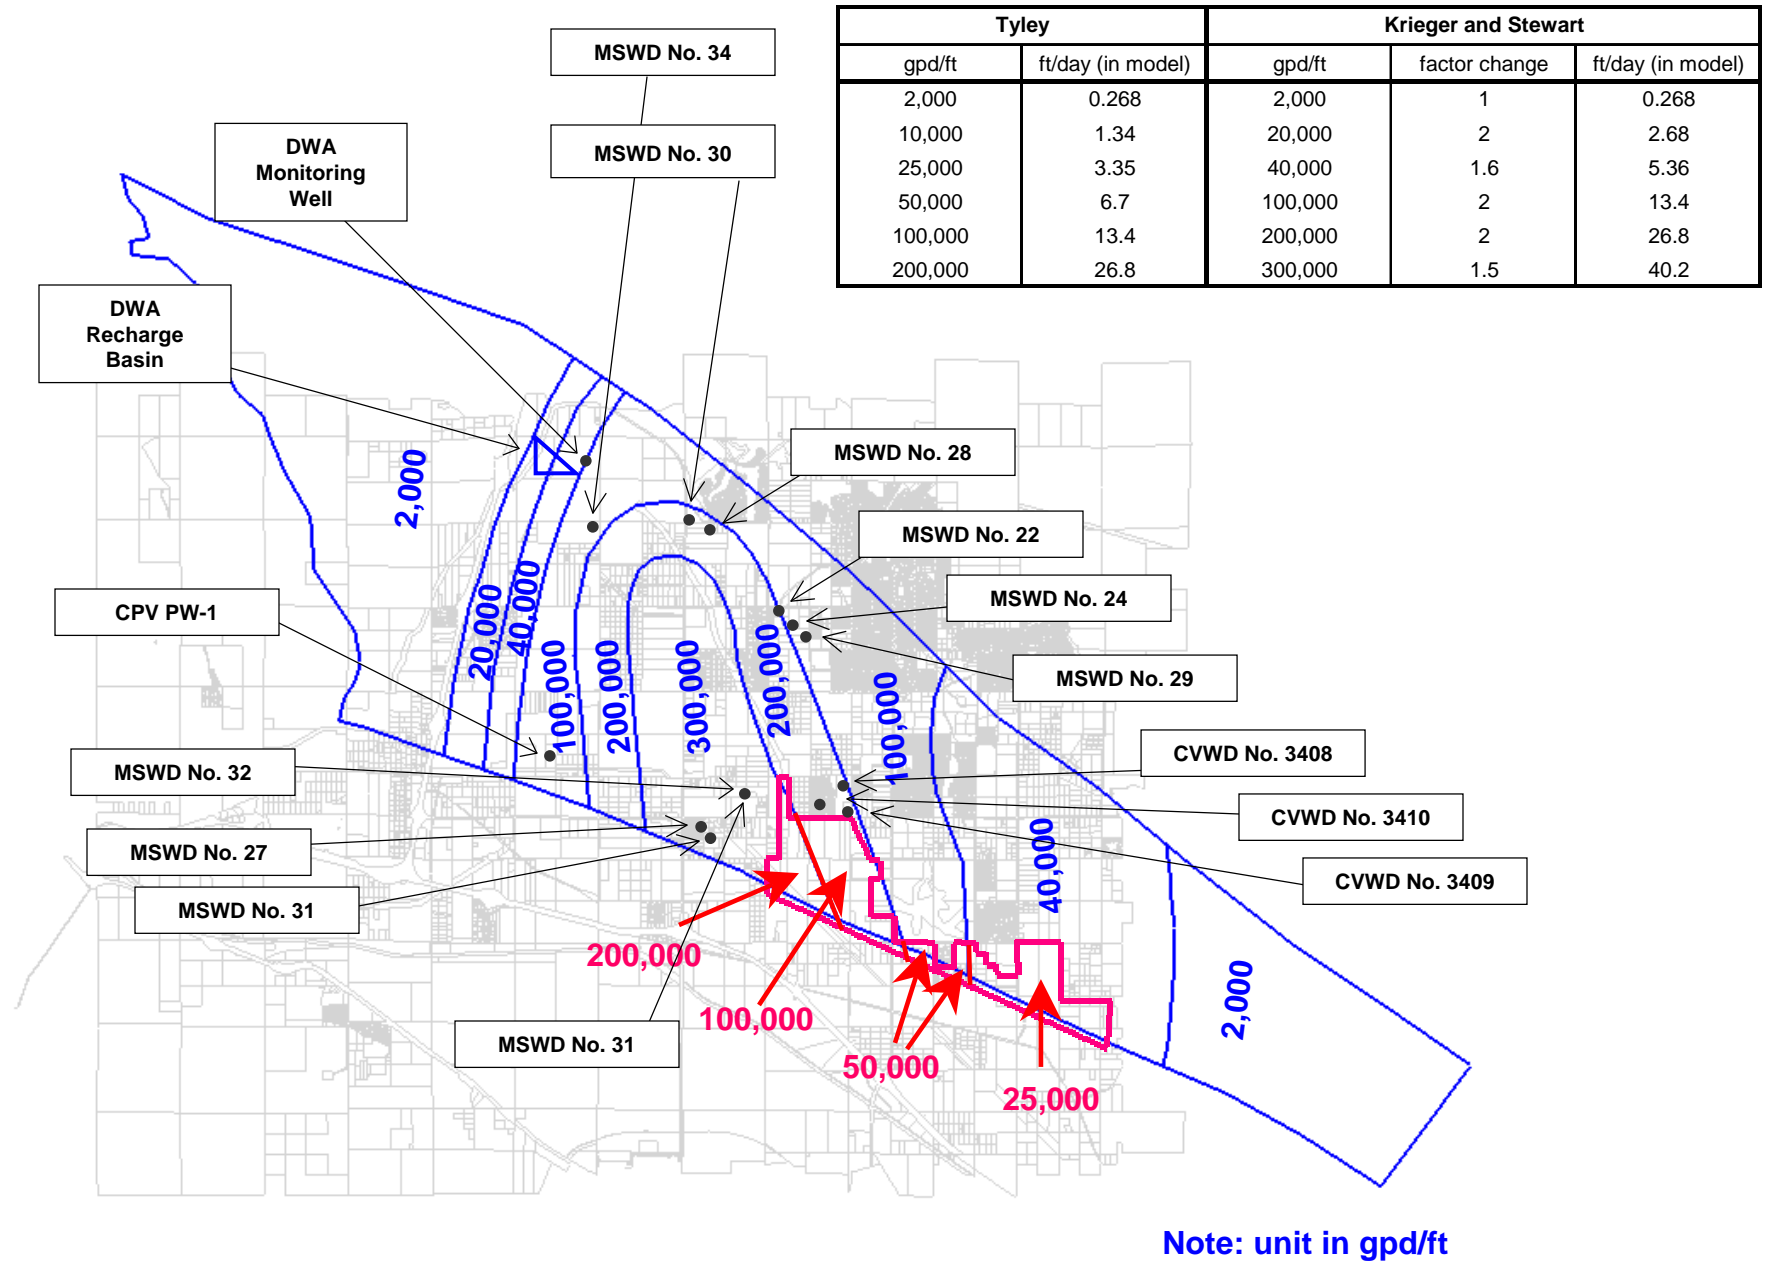 Tyley Krieger and Stewart
gpd/ft ft/day (in model) gpd/ft factor change ft/day (in model)
2,000 0.268 2,000 1 0.268
10,000 1.34 20,000 2 2.68
25,000 3.35 40,000 1.6 5.36
50,000 6.7 100,000 2 13.4
100,000 13.4 200,000 2 26.8
200,000 26.8 300,000 1.5 40.2
MSWD No. 34
MSWD No. 30
DWA
Monitoring
Well
DWA
Recharge
Basin
MSWD No. 28
MSWD No. 22
MSWD No. 24
MSWD No. 29
CPV PW-1
2,000
20,000
40,000
100,000
200,000
300,000
200,000
100,000
40,000
2,000
CVWD No. 3408
CVWD No. 3410
CVWD No. 3409
MSWD No. 32
MSWD No. 27
MSWD No. 31
MSWD No. 31
200,000
100,000
50,000
25,000
Note: unit in gpd/ft